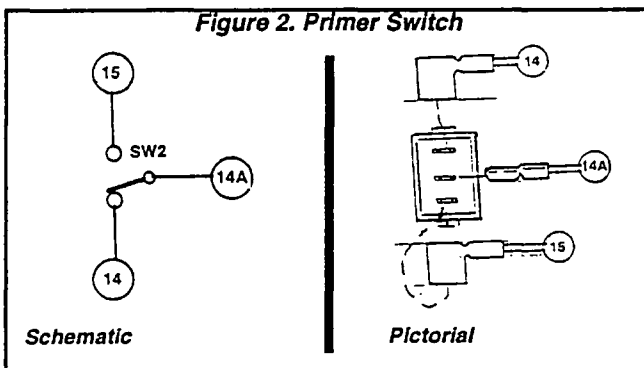 Figure 2. Primer Switch
15
SW2
14A
14
Schematic
14
14A
15
Pictorial